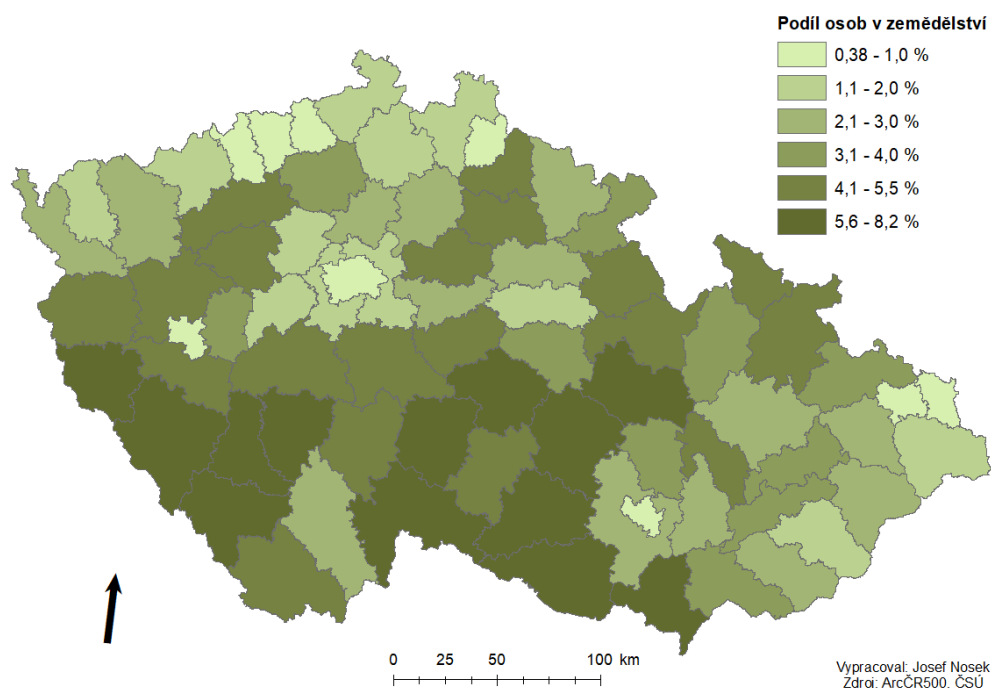 Podíl osob v zemědělství
0,38 - 1,0 %
1,1 - 2,0 %
2,1 - 3,0 %
3,1 - 4,0 %
4,1 - 5,5 %
5,6 - 8,2 %
0 25 50 100 km
Vypracoval: Josef Nosek
Zdroj: ArcČR500, ČSÚ